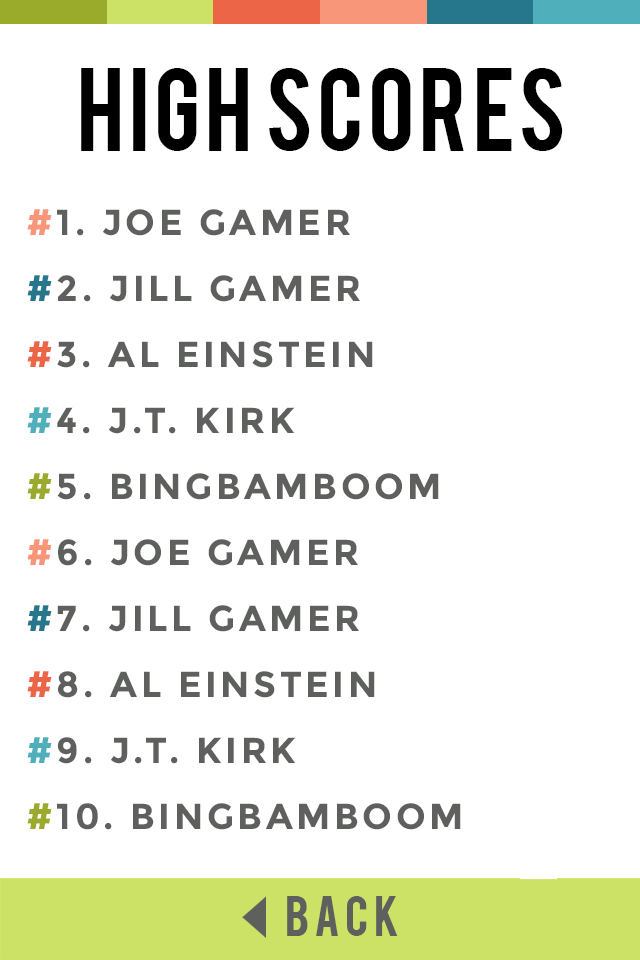 HIGH SCORES
#1. JOE GAMER
#2. JILL GAMER
#3. AL EINSTEIN
#4. J.T. KIRK
#5. BINGBAMBOOM
#6. JOE GAMER
#7. JILL GAMER
#8. AL EINSTEIN
#9. J.T. KIRK
#10. BINGBAMBOOM
BACK